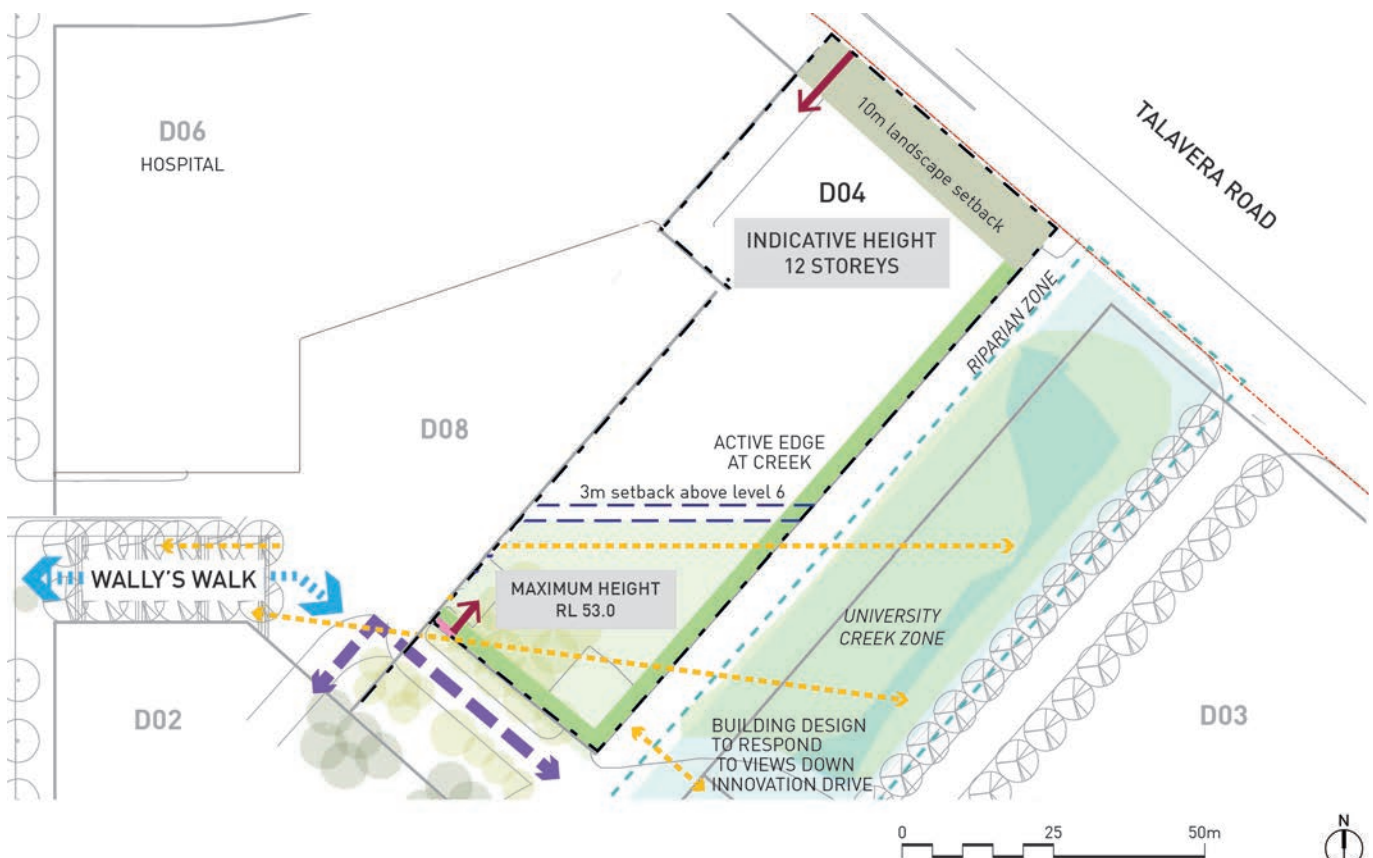 D06
HOSPITAL
TALAVERA ROAD
10m landscape setback
D04
INDICATIVE HEIGHT
12 STOREYS
RIPARIAN ZONE
D08
ACTIVE EDGE
AT CREEK
3m setback above level 6
WALLY'S WALK
MAXIMUM HEIGHT
RL 53.0
UNIVERSITY
CREEK ZONE
D02
D03
BUILDING DESIGN
TO RESPOND
TO VIEWS DOWN
INNOVATION DRIVE
0 25 50m
N